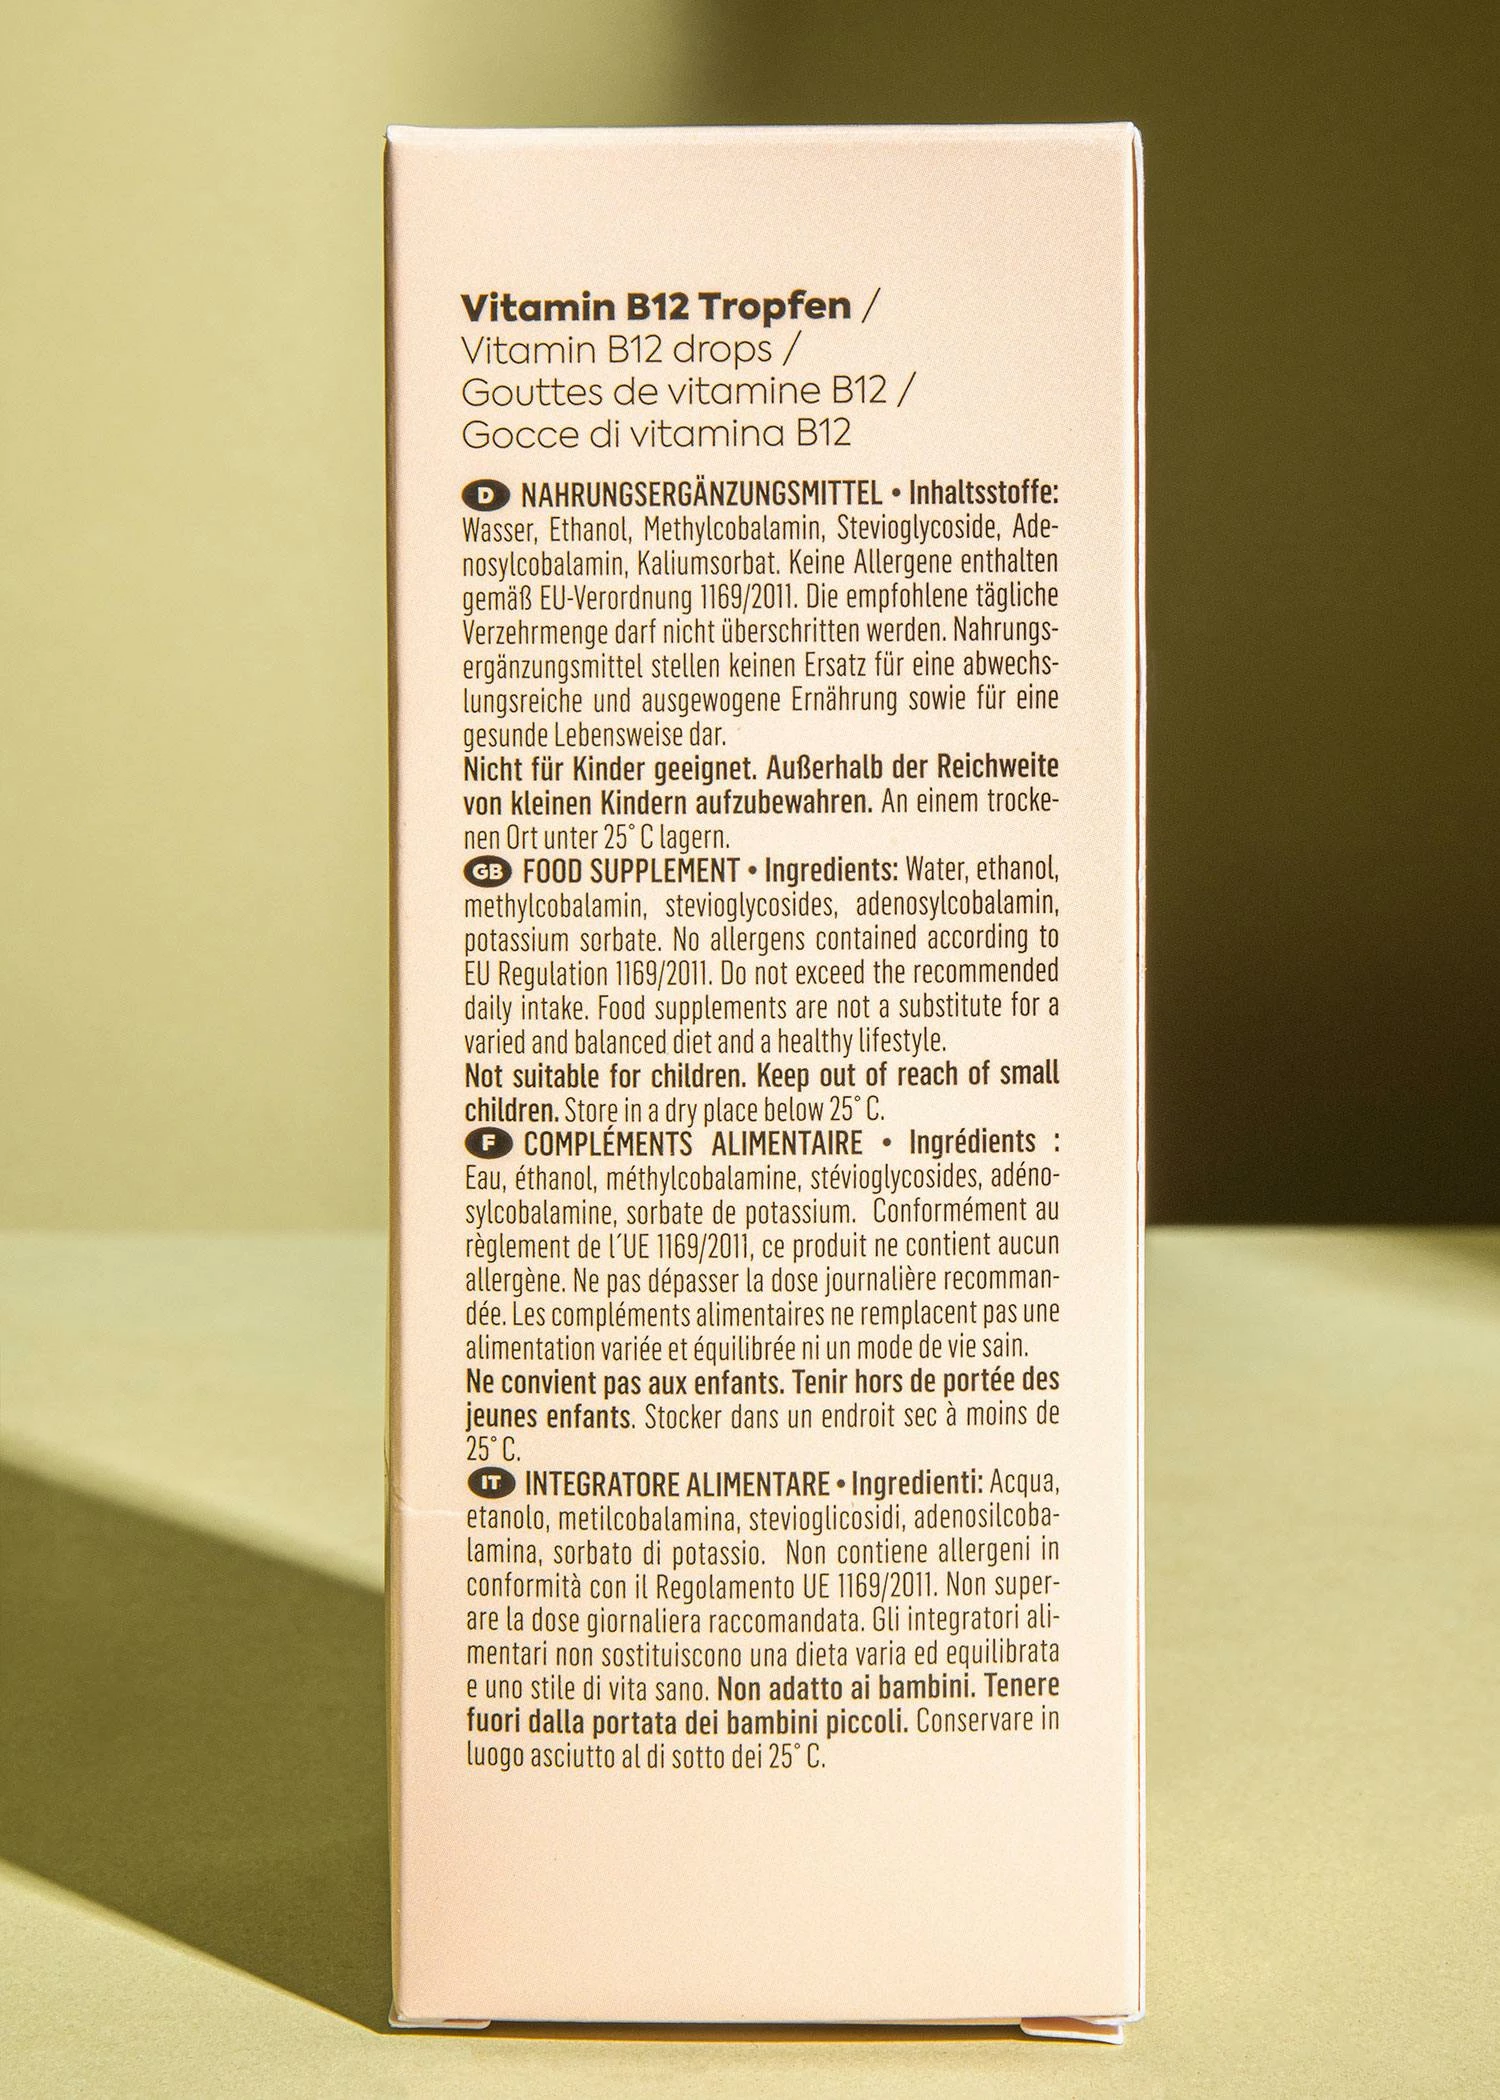 Vitamin B12 Tropfen /
Vitamin B12 drops /
Gouttes de vitamine B12 /
Gocce di vitamina B12
D NAHRUNGSERGÄNZUNGSMITTEL • Inhaltsstoffe:
Wasser, Ethanol, Methylcobalamin, Stevioglycoside, Ade-
nosylcobalamin, Kaliumsorbat. Keine Allergene enthalten
gemäß EU-Verordnung 1169/2011. Die empfohlene tägliche
Verzehrmenge darf nicht überschritten werden. Nahrungs-
ergänzungsmittel stellen keinen Ersatz für eine abwechs-
lungsreiche und ausgewogene Ernährung sowie für eine
gesunde Lebensweise dar.
Nicht für Kinder geeignet. Außerhalb der Reichweite
von kleinen Kindern aufzubewahren. An einem trocke-
nen Ort unter 25° C lagern.
GB FOOD SUPPLEMENT • Ingredients: Water, ethanol,
methylcobalamin, stevioglycosides, adenosylcobalamin,
potassium sorbate. No allergens contained according to
EU Regulation 1169/2011. Do not exceed the recommended
daily intake. Food supplements are not a substitute for a
varied and balanced diet and a healthy lifestyle.
Not suitable for children. Keep out of reach of small
children. Store in a dry place below 25° C.
F COMPLÉMENTS ALIMENTAIRE • Ingrédients :
Eau, éthanol, méthylcobalamine, stévioglycosides, adéno-
sylcobalamine, sorbate de potassium. Conformément au
règlement de l´UE 1169/2011, ce produit ne contient aucun
allergène. Ne pas dépasser la dose journalière recomman-
dée. Les compléments alimentaires ne remplacent pas une
alimentation variée et équilibrée ni un mode de vie sain.
Ne convient pas aux enfants. Tenir hors de portée des
jeunes enfants. Stocker dans un endroit sec à moins de
25° C.
IT INTEGRATORE ALIMENTARE • Ingredienti: Acqua,
etanolo, metilcobalamina, stevioglicosidi, adenosilcoba-
lamina, sorbato di potassio. Non contiene allergeni in
conformità con il Regolamento UE 1169/2011. Non super-
are la dose giornaliera raccomandata. Gli integratori ali-
mentari non sostituiscono una dieta varia ed equilibrata
e uno stile di vita sano. Non adatto ai bambini. Tenere
fuori dalla portata dei bambini piccoli. Conservare in
luogo asciutto al di sotto dei 25° C.